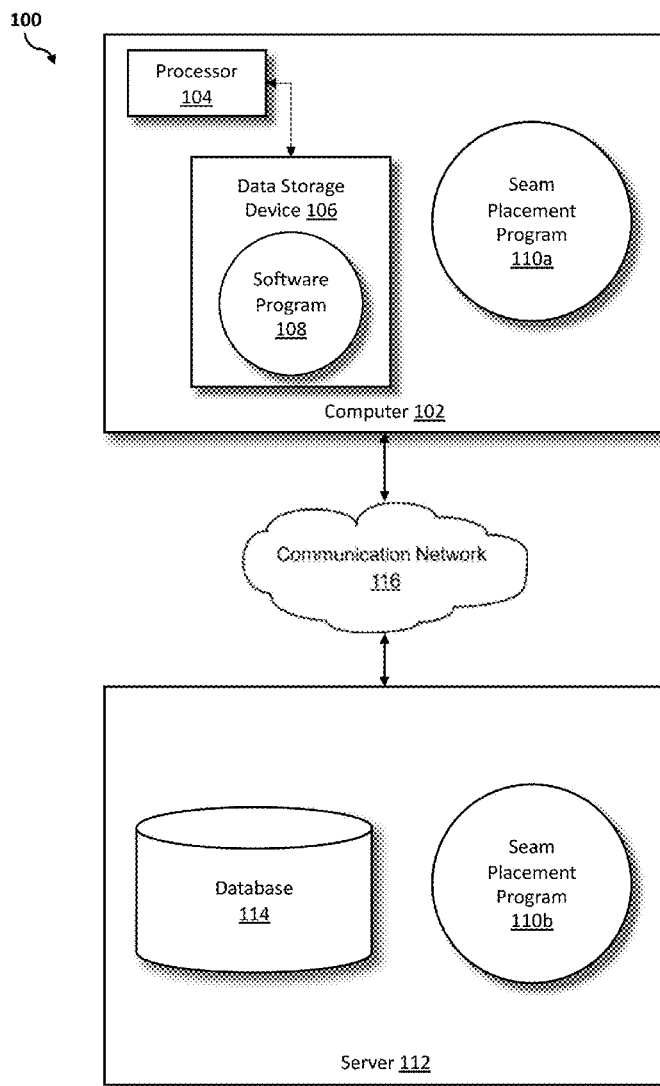 100
Processor
104
Data Storage
Device 106
Software
Program
108
Seam
Placement
Program
110a
Computer 102
Communication Network
116
Database
114
Seam
Placement
Program
110b
Server 112